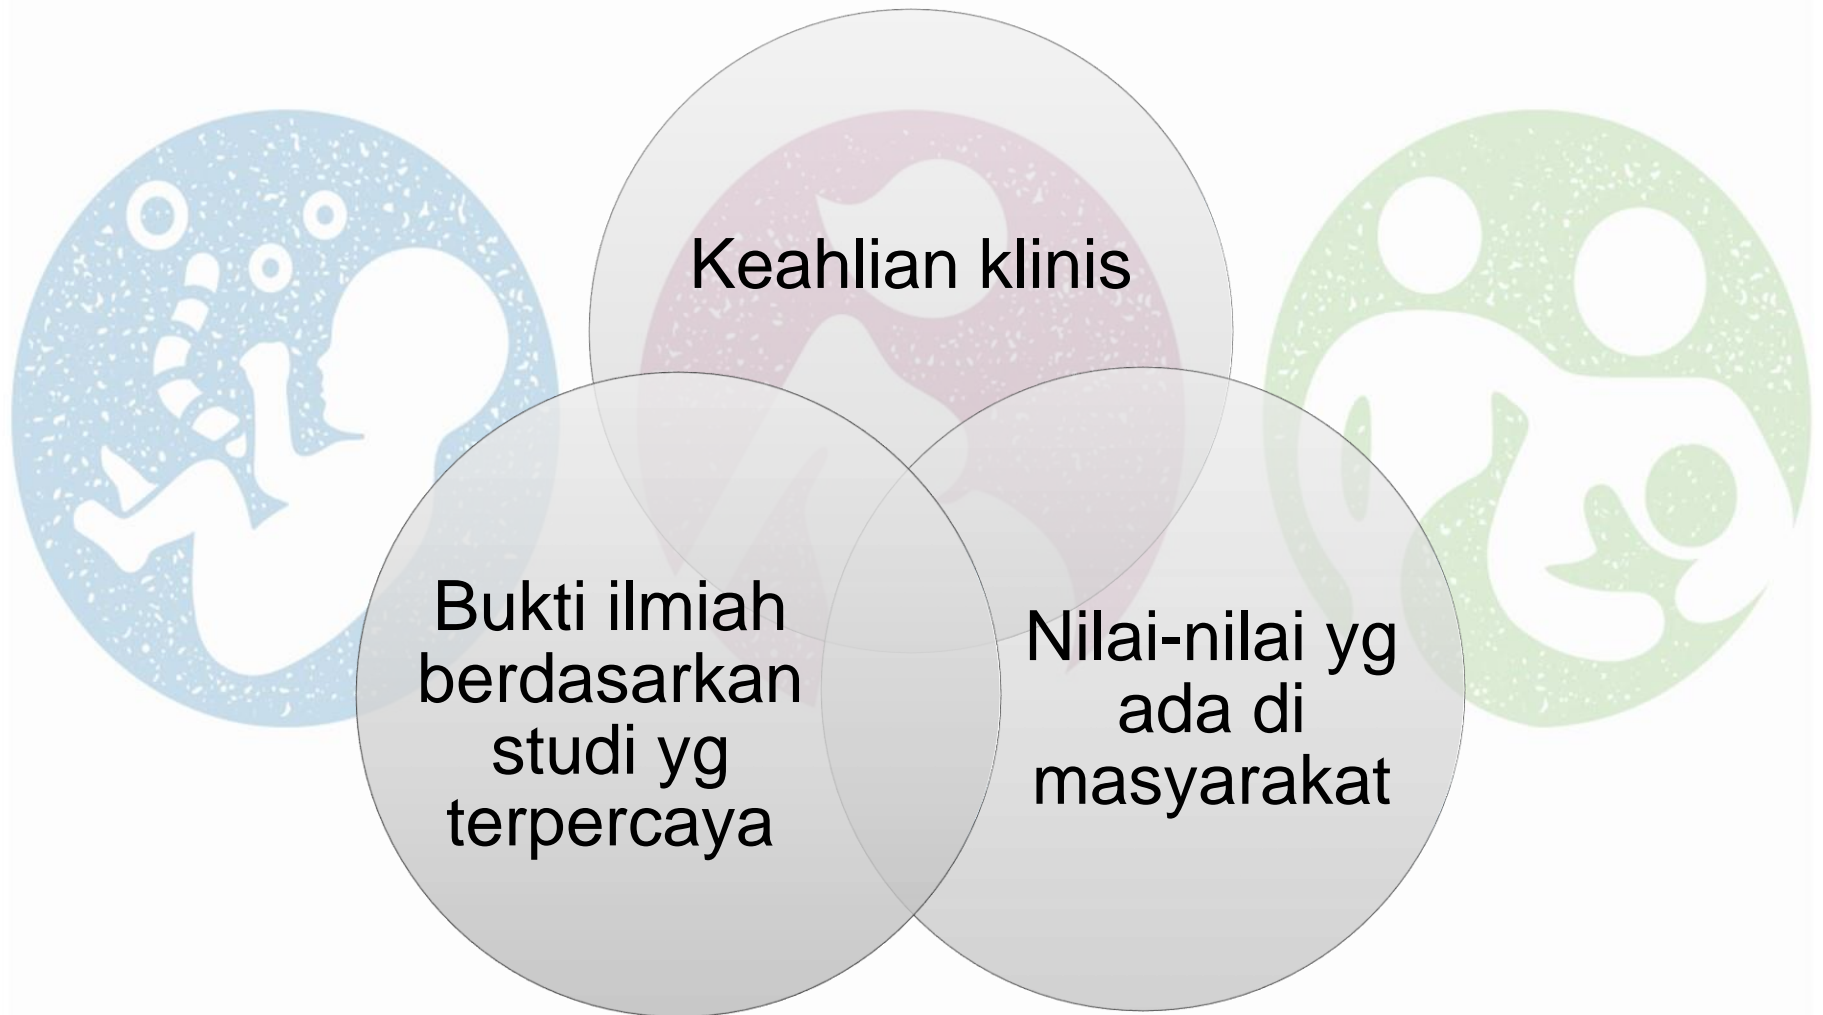 Keahlian klinis
Bukti ilmiah
berdasarkan
studi yg
terpercaya
Nilai-nilai yg
ada di
masyarakat